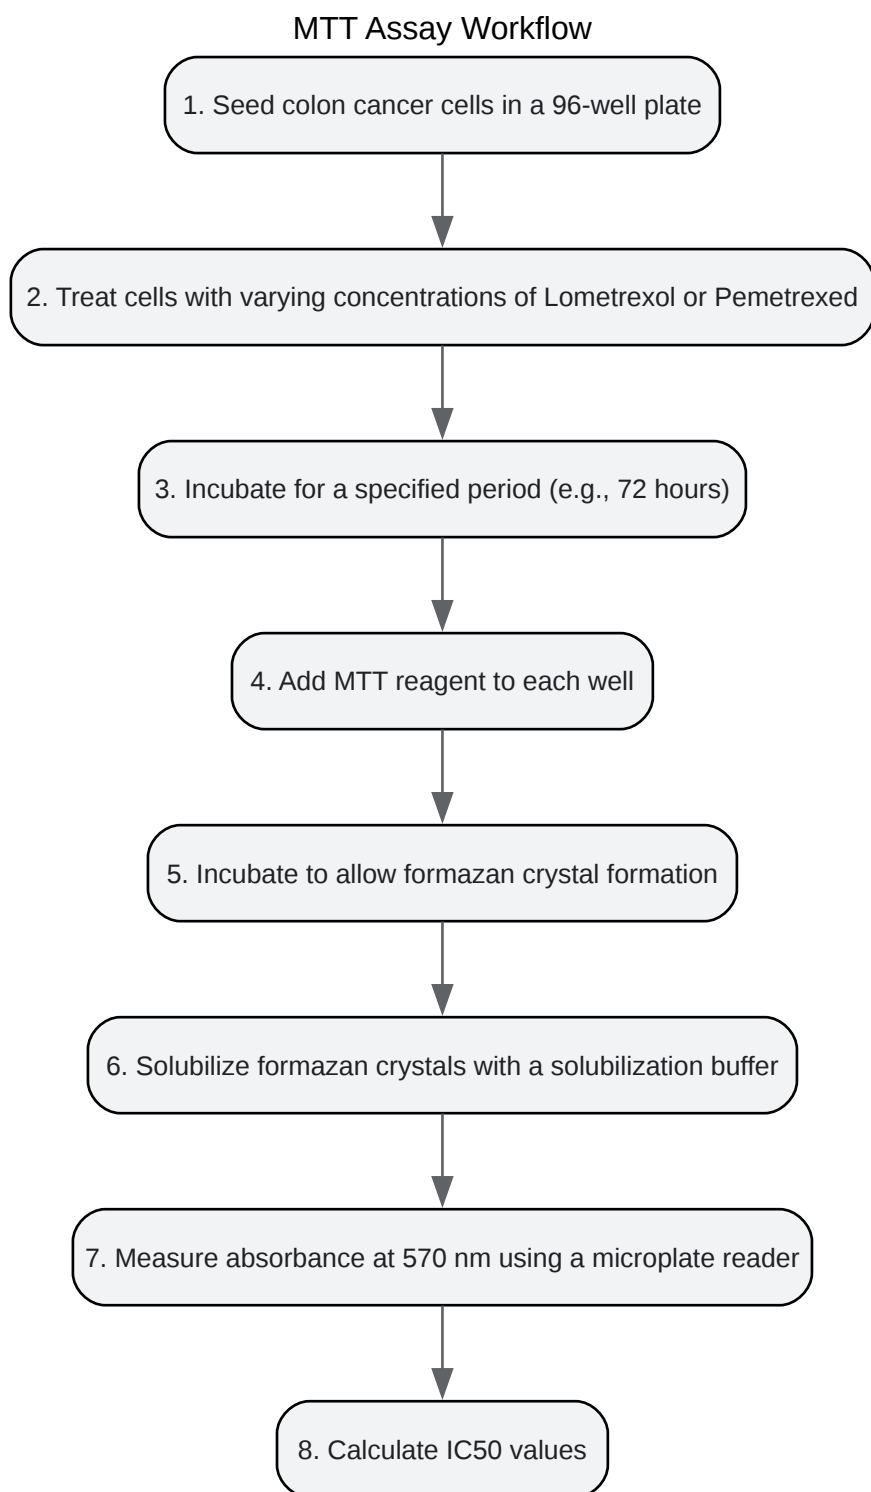 MTT Assay Workflow
1. Seed colon cancer cells in a 96-well plate
2. Treat cells with varying concentrations of Lometrexol or Pemetrexed
3. Incubate for a specified period (e.g., 72 hours)
4. Add MTT reagent to each well
5. Incubate to allow formazan crystal formation
6. Solubilize formazan crystals with a solubilization buffer
7. Measure absorbance at 570 nm using a microplate reader
8. Calculate IC50 values